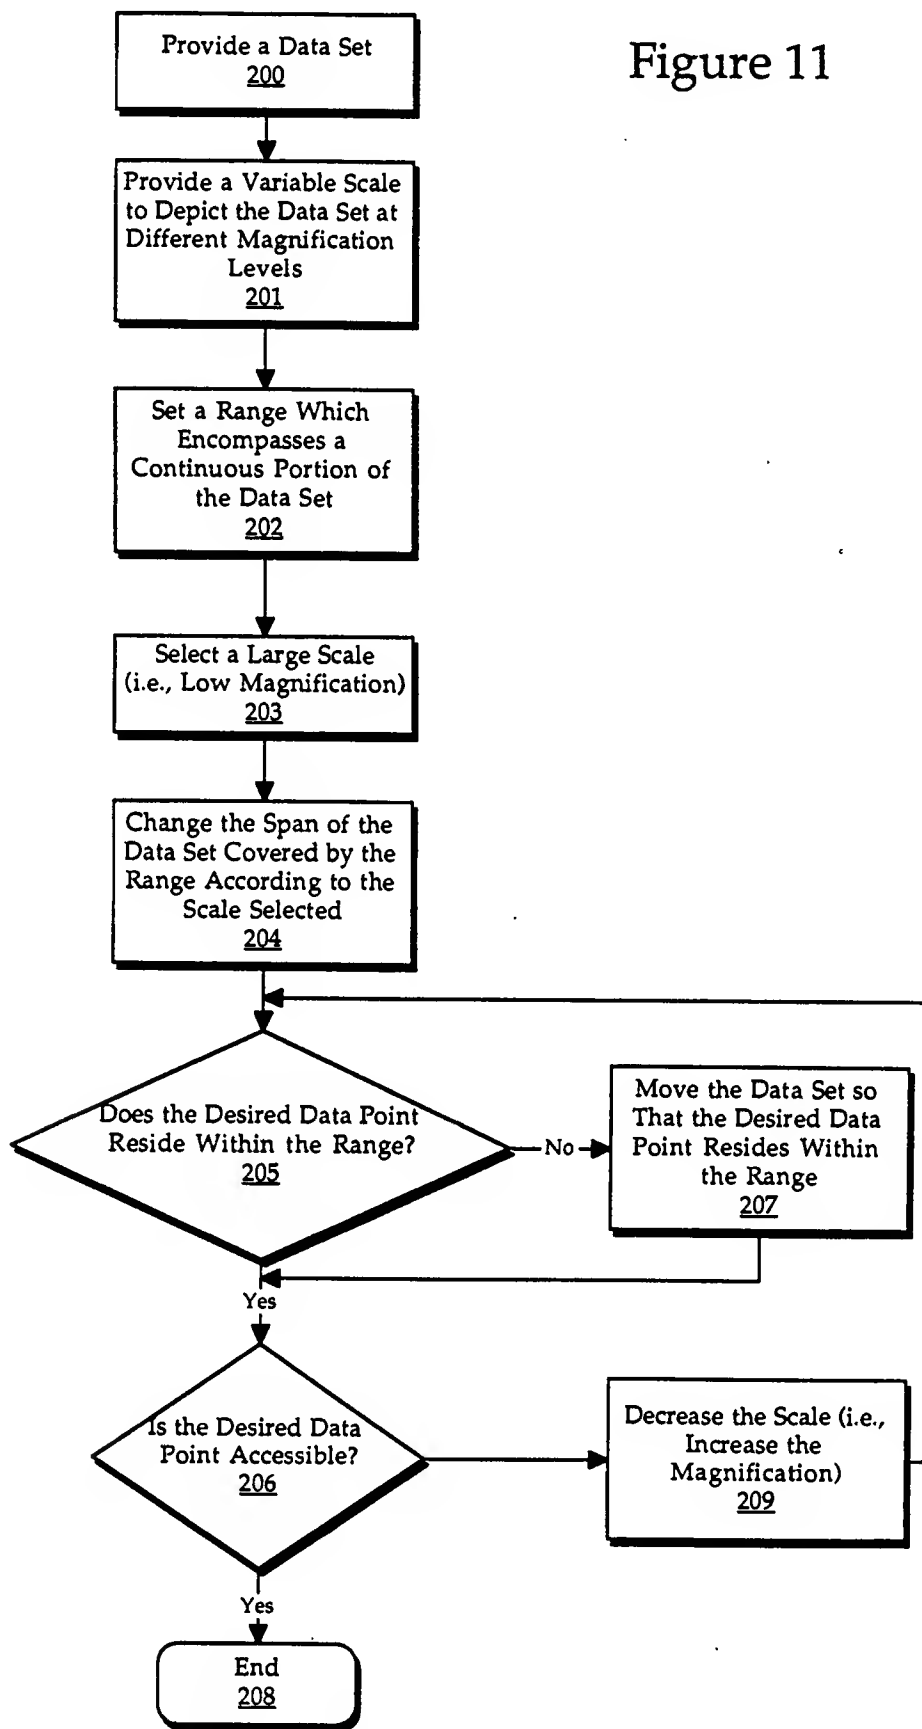 Figure 11
Provide a Data Set
200
Provide a Variable Scale
to Depict the Data Set at
Different Magnification
Levels
201
Set a Range Which
Encompasses a
Continuous Portion of
the Data Set
202
Select a Large Scale
(i.e., Low Magnification)
203
Change the Span of the
Data Set Covered by the
Range According to the
Scale Selected
204
Does the Desired Data Point
Reside Within the Range?
205
No
Move the Data Set so
That the Desired Data
Point Resides Within
the Range
207
Yes
Is the Desired Data
Point Accessible?
206
Decrease the Scale (i.e.,
Increase the
Magnification)
209
Yes
End
208